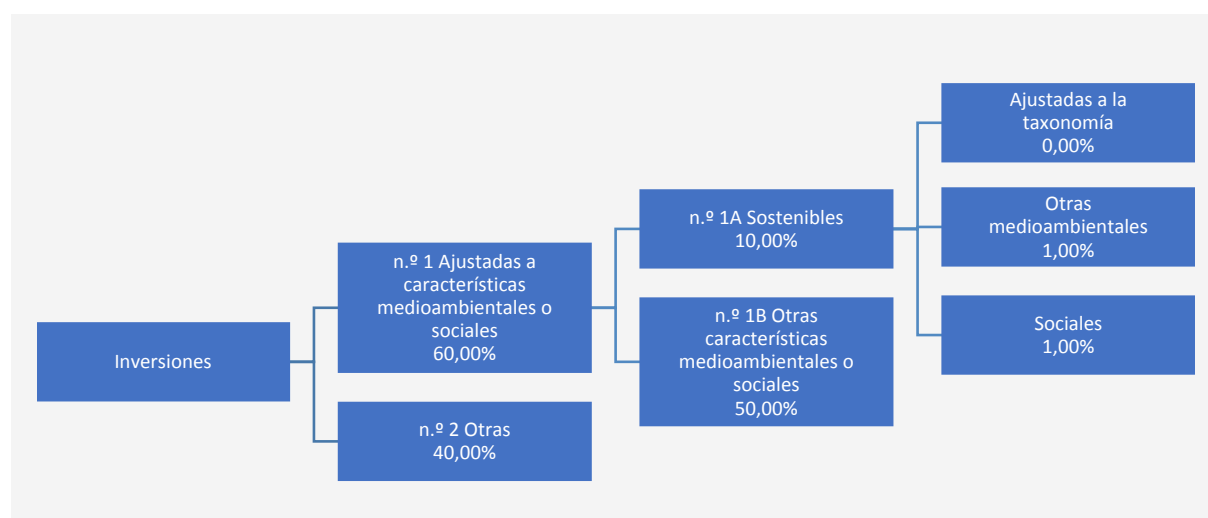 Inversiones
n.º 1 Ajustadas a
características
medioambientales o
sociales
60,00%
n.º 2 Otras
40,00%
n.º 1A Sostenibles
10,00%
n.º 1B Otras
características
medioambientales o
sociales
50,00%
Ajustadas a la
taxonomía
0,00%
Otras
medioambientales
1,00%
Sociales
1,00%